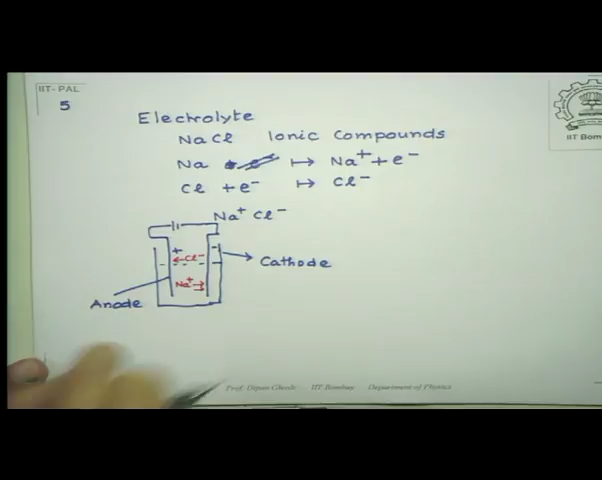 IIT- PAL
5
Electrolyte
NaCl Ionic Compounds
Na ↦ Na⁺ + e⁻
Cl + e⁻ ↦ Cl⁻
Na⁺ Cl⁻
+ -
Cl⁻
Cathode
Na⁺
Anode
IIT Bom
Prof. Dipan Ghosh IIT Bombay Department of Physics